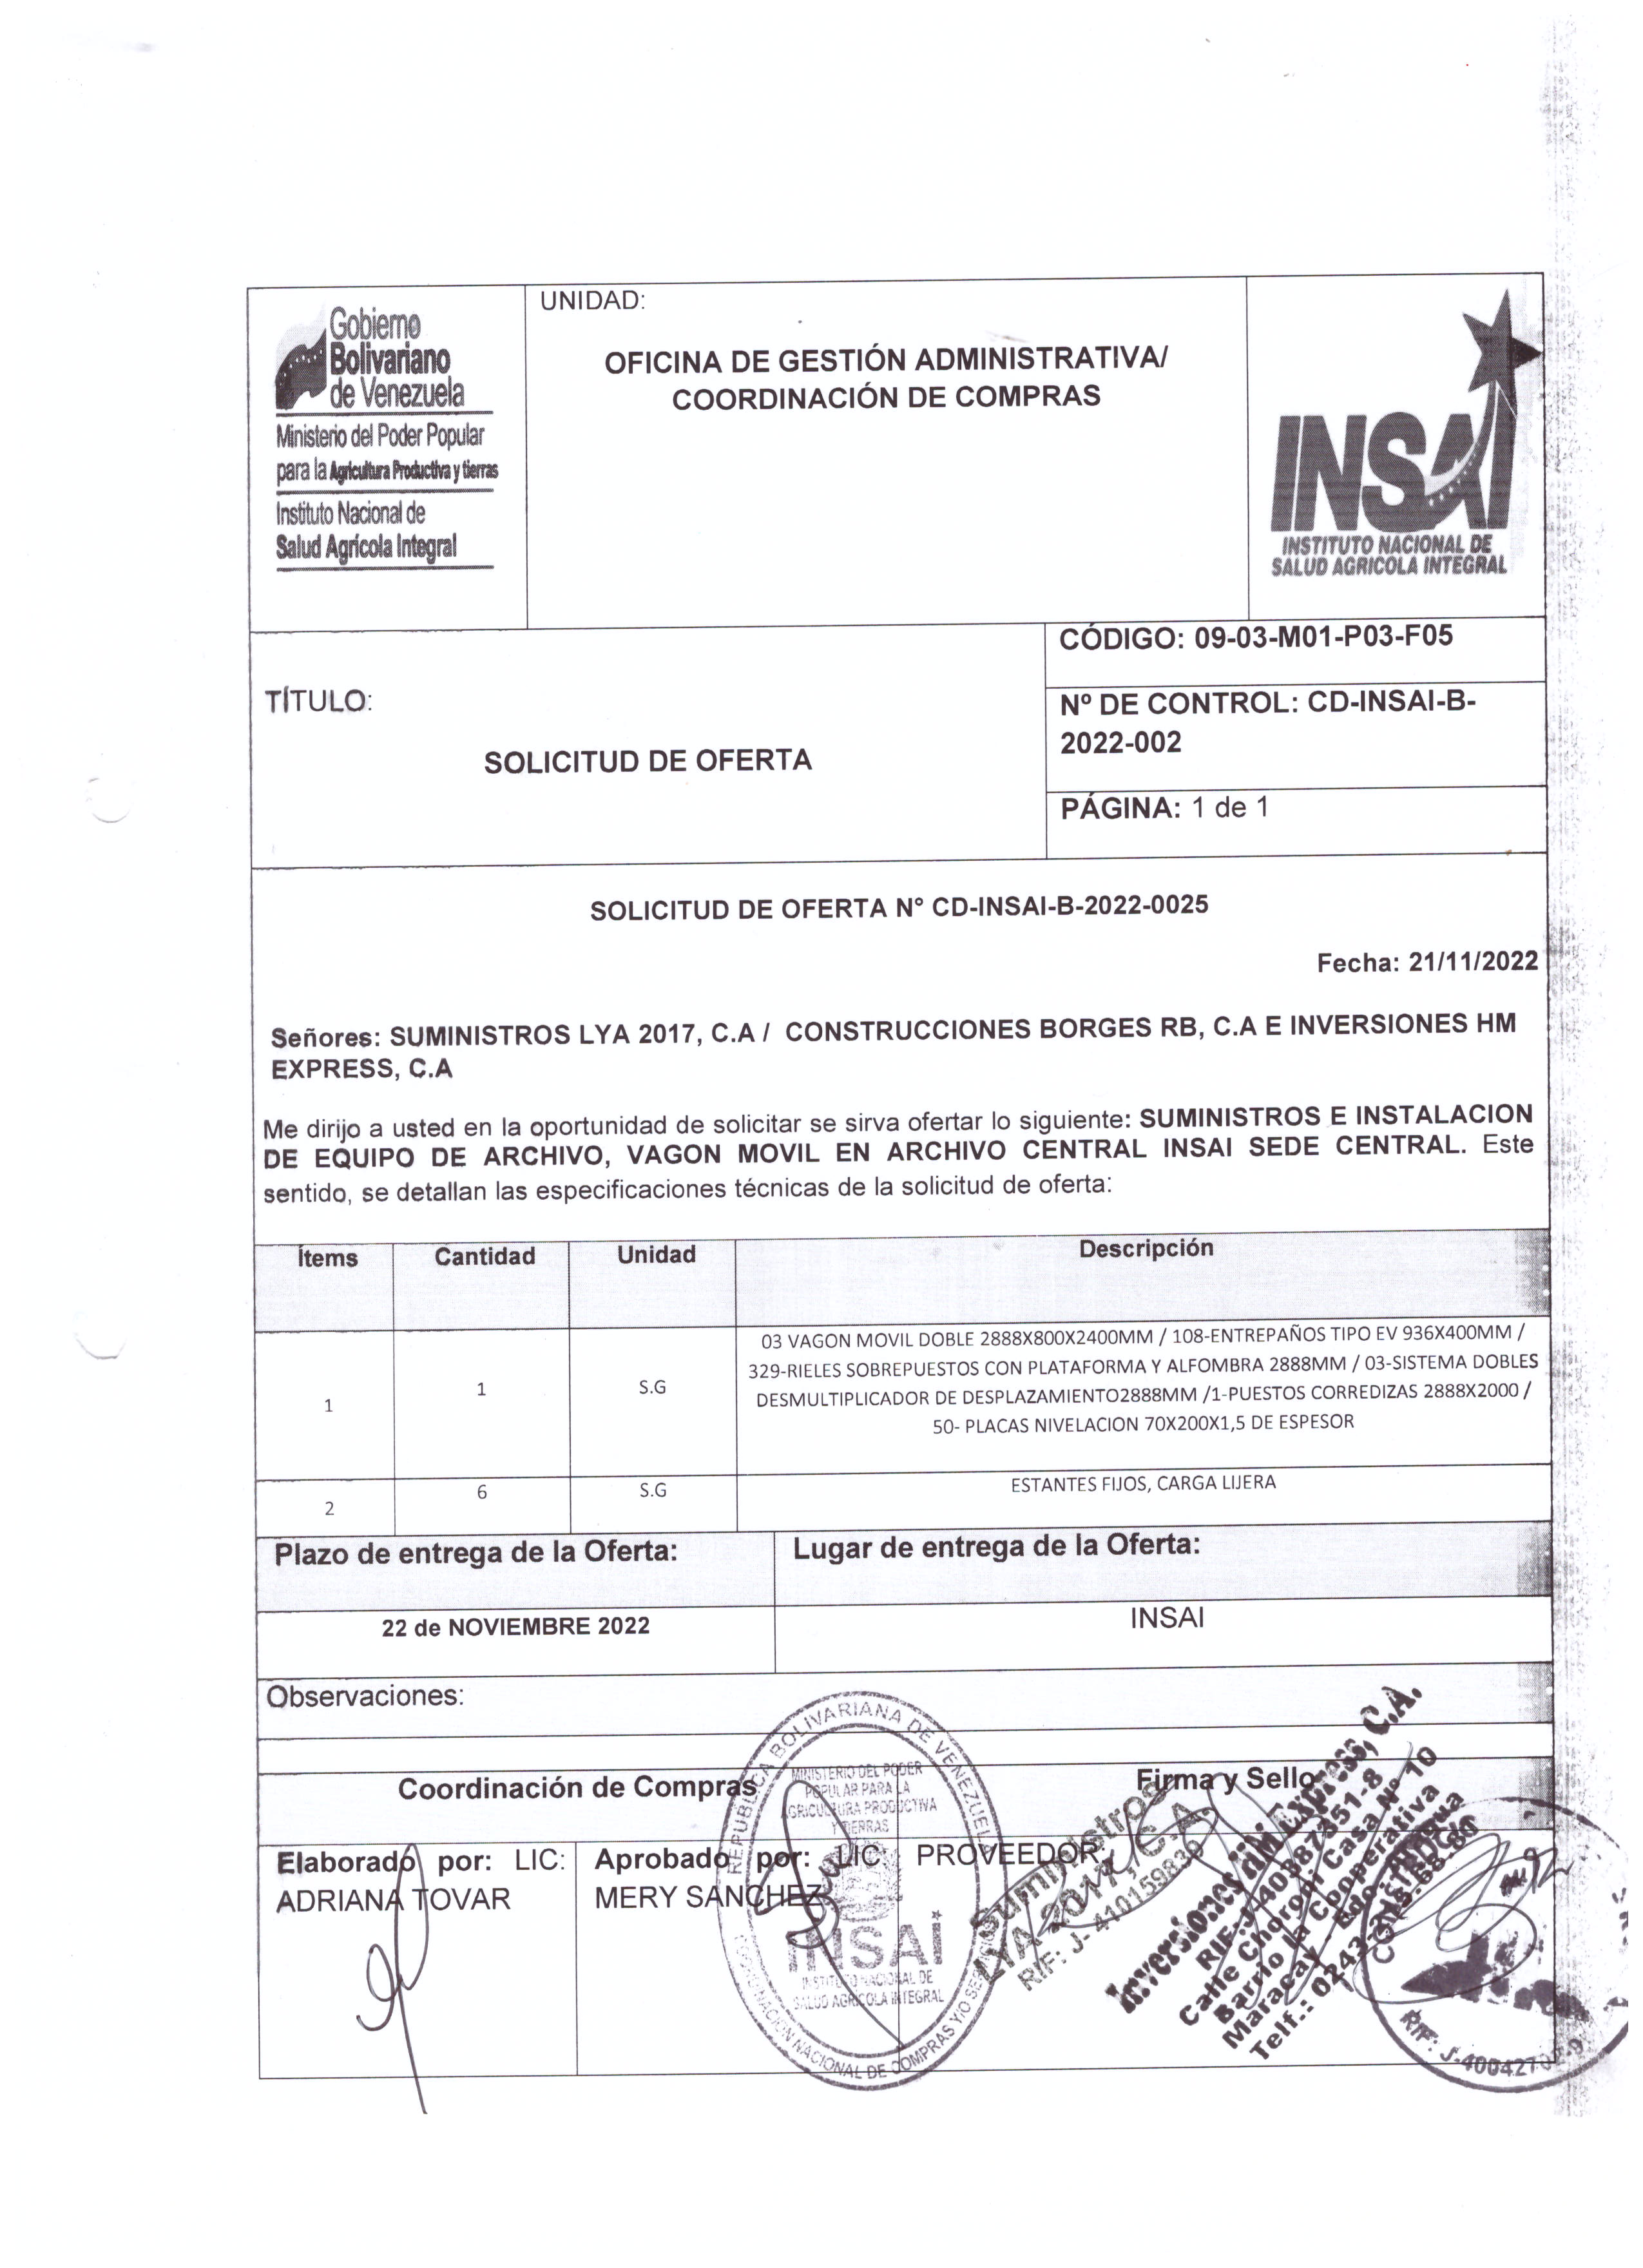 Gobierno
Bolivariano
de Venezuela
Ministerio del Poder Popular
para la Agricultura Productiva y tierras
Instituto Nacional de
Salud Agrícola Integral
UNIDAD:
OFICINA DE GESTIÓN ADMINISTRATIVA/
COORDINACIÓN DE COMPRAS
INSAI
INSTITUTO NACIONAL DE
SALUD AGRICOLA INTEGRAL
TÍTULO:
SOLICITUD DE OFERTA
CÓDIGO: 09-03-M01-P03-F05
Nº DE CONTROL: CD-INSAI-B-
2022-002
PÁGINA: 1 de 1
SOLICITUD DE OFERTA N° CD-INSAI-B-2022-0025
Fecha: 21/11/2022
Señores: SUMINISTROS LYA 2017, C.A / CONSTRUCCIONES BORGES RB, C.A E INVERSIONES HM
EXPRESS, C.A
Me dirijo a usted en la oportunidad de solicitar se sirva ofertar lo siguiente: SUMINISTROS E INSTALACION
DE EQUIPO DE ARCHIVO, VAGON MOVIL EN ARCHIVO CENTRAL INSAI SEDE CENTRAL. Este
sentido, se detallan las especificaciones técnicas de la solicitud de oferta:
Ítems Cantidad Unidad Descripción
1 1 S.G 03 VAGON MOVIL DOBLE 2888X800X2400MM / 108-ENTREPAÑOS TIPO EV 936X400MM /
329-RIELES SOBREPUESTOS CON PLATAFORMA Y ALFOMBRA 2888MM / 03-SISTEMA DOBLES
DESMULTIPLICADOR DE DESPLAZAMIENTO2888MM /1-PUESTOS CORREDIZAS 2888X2000 /
50- PLACAS NIVELACION 70X200X1,5 DE ESPESOR
2 6 S.G ESTANTES FIJOS, CARGA LIJERA
Plazo de entrega de la Oferta: Lugar de entrega de la Oferta:
22 de NOVIEMBRE 2022 INSAI
Observaciones:
Coordinación de Compras Firma y Sello
Elaborado por: LIC:
ADRIANA TOVAR
Aprobado por: LIC:
MERY SANCHEZ
PROVEEDOR:
REPUBLICA BOLIVARIANA DE VENEZUELA
MINISTERIO DEL PODER
POPULAR PARA LA
AGRICULTURA PRODUCTIVA
Y TIERRAS
INSAI
INSTITUTO NACIONAL DE
SALUD AGRICOLA INTEGRAL
COORDINACION NACIONAL DE COMPRAS Y/O
Suministros
LYA 2017, C.A.
RIF: J- 410159830
Inversiones HM Express, C.A.
RIF: J-40387351-8
Calle Choroni Casa Nº 10
Barrio la Cooperativa
Maracay - Edo. Aragua
Telf.: 0243-
RIF: J-